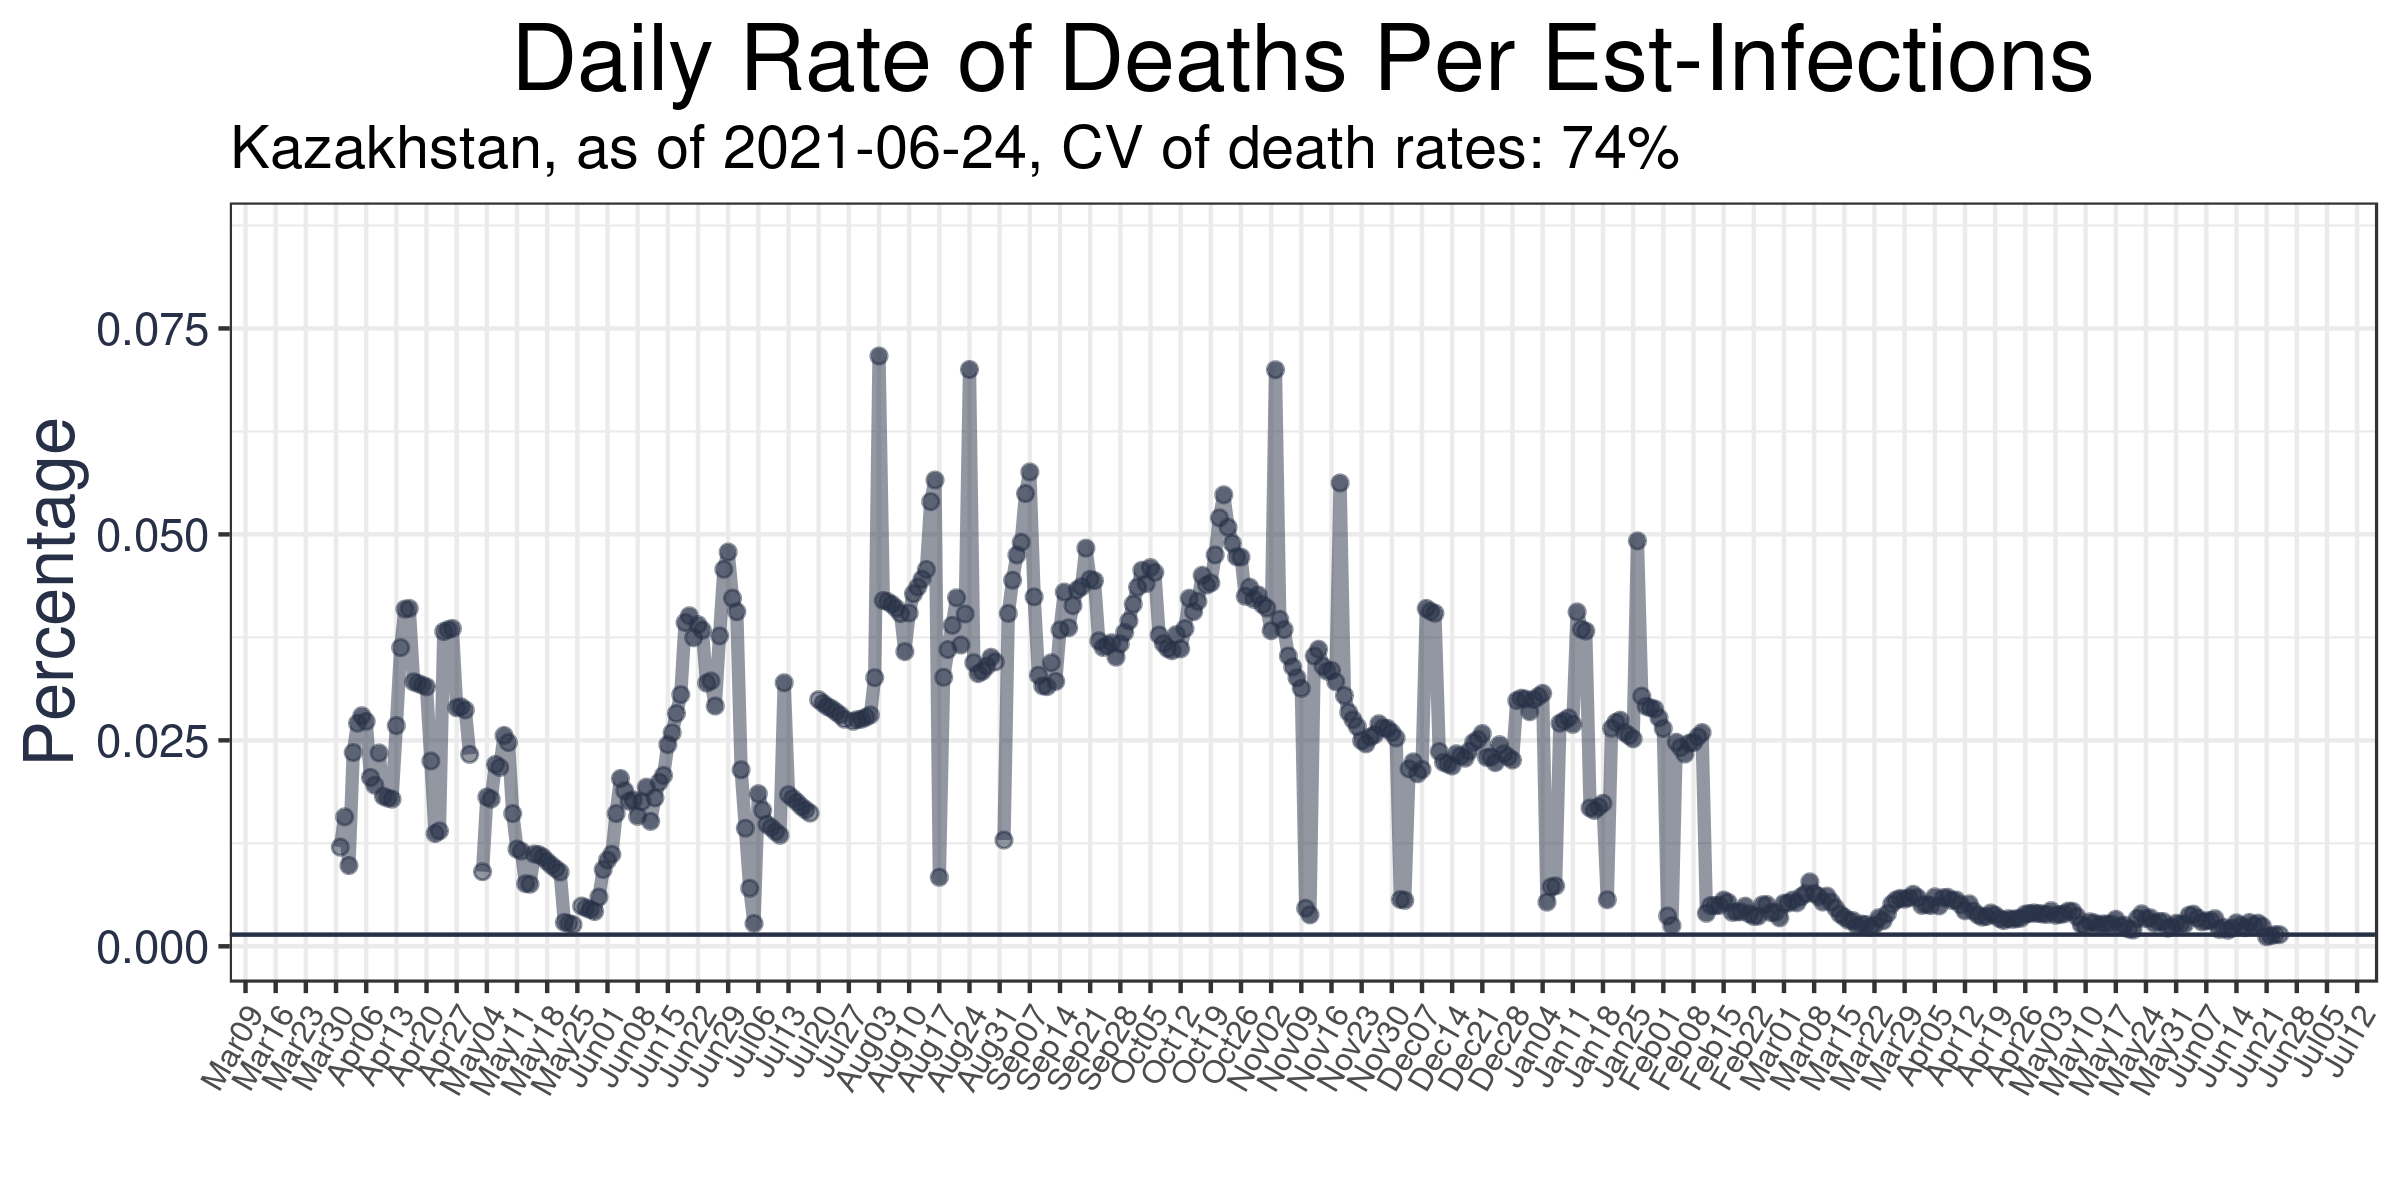 Daily Rate of Deaths Per Est-Infections
Kazakhstan, as of 2021-06-24, CV of death rates: 74%
Percentage
0.075
0.050
0.025
0.000
Mar09
Mar16
Mar23
Mar30
Apr06
Apr13
Apr20
Apr27
May04
May11
May18
May25
Jun01
Jun08
Jun15
Jun22
Jun29
Jul06
Jul13
Jul20
Jul27
Aug03
Aug10
Aug17
Aug24
Aug31
Sep07
Sep14
Sep21
Sep28
Oct05
Oct12
Oct19
Oct26
Nov02
Nov09
Nov16
Nov23
Nov30
Dec07
Dec14
Dec21
Dec28
Jan04
Jan11
Jan18
Jan25
Feb01
Feb08
Feb15
Feb22
Mar01
Mar08
Mar15
Mar22
Mar29
Apr05
Apr12
Apr19
Apr26
May03
May10
May17
May24
May31
Jun07
Jun14
Jun21
Jun28
Jul05
Jul12